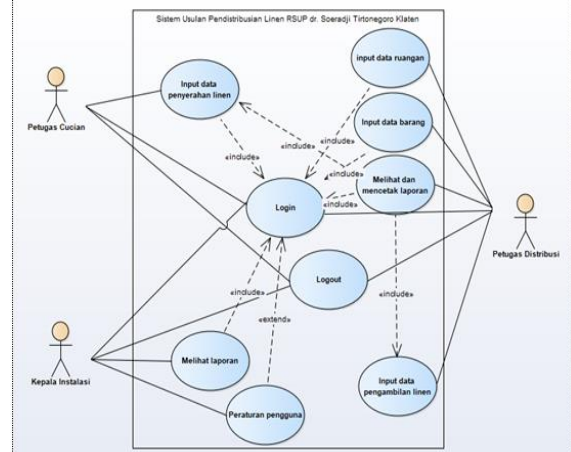 Sistem Usulan Pendistribusian Linen RSUP dr. Soeradji Tirtonegoro Klaten
input data ruangan
Input data
penyerahan linen
Petugas Cucian
Input data barang
«include»
«include»
«include»
Melihat dan
mencetak laporan
«include»
Login
Petugas Distribusi
Logout
«include»
«include»
«extend»
Melihat laporan
Kepala Instalasi
Input data
pengambilan linen
Peraturan pengguna